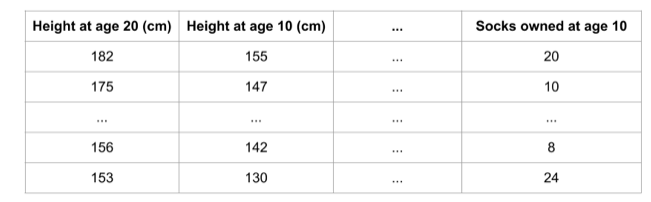 Height at age 20 (cm) Height at age 10 (cm) ... Socks owned at age 10
182 155 ... 20
175 147 ... 10
... ... ... ...
156 142 ... 8
153 130 ... 24